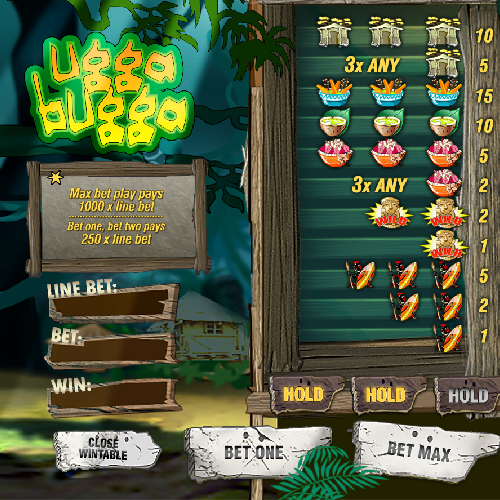 ugga
bugga
Max bet play pays
1000 x line bet
Bet one, bet two pays
250 x line bet
LINE BET:
BET:
WIN:
CLOSE
WINTABLE
10
3x ANY 5
15
10
5
3x ANY 2
WILD WILD 2
WILD 1
5
2
1
HOLD HOLD HOLD
BET ONE BET MAX